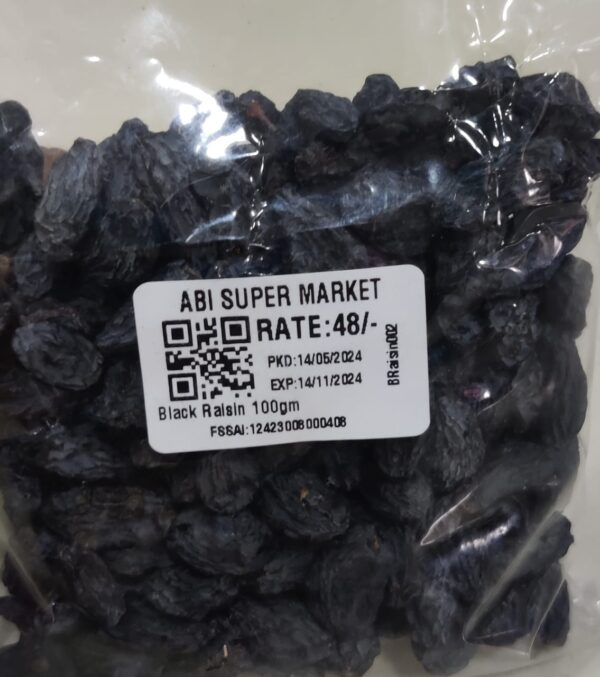 ABI SUPER MARKET
RATE:48/-
PKD:14/05/2024
EXP:14/11/2024
BRaisin002
Black Raisin 100gm
FSSAI:12423008000408